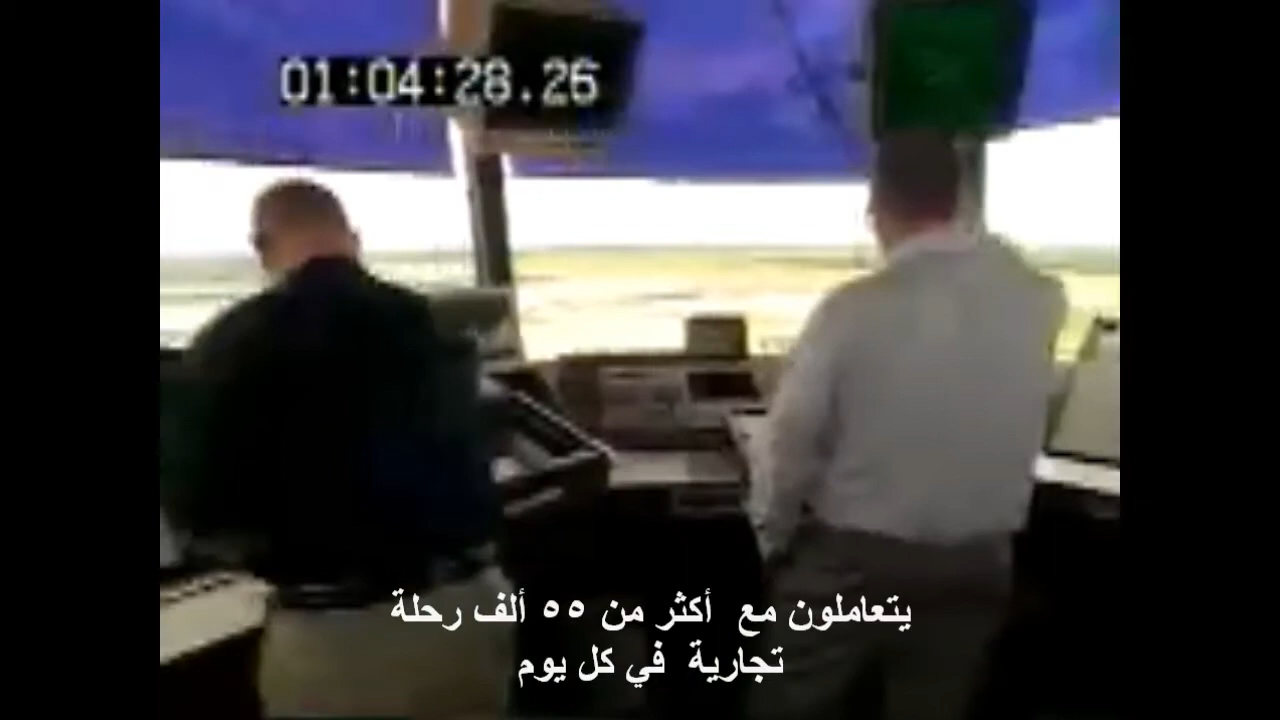 01:04:28.26
يتعاملون مع أكثر من ٥٥ ألف رحلة
تجارية في كل يوم